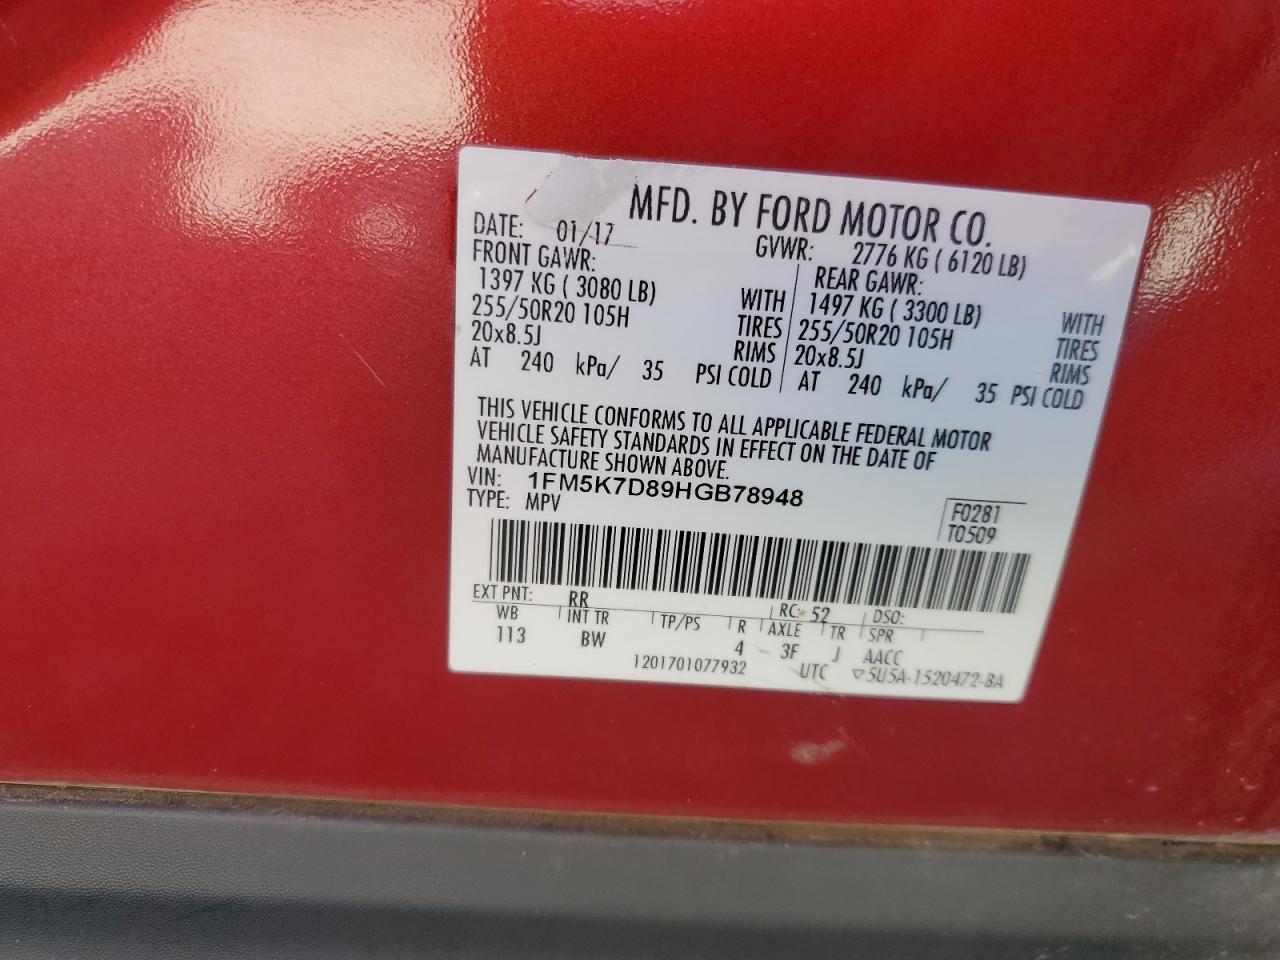 MFD. BY FORD MOTOR CO.
DATE: 01/17 GVWR: 2776 KG ( 6120 LB)
FRONT GAWR: REAR GAWR:
1397 KG ( 3080 LB) WITH 1497 KG ( 3300 LB) WITH
255/50R20 105H TIRES 255/50R20 105H TIRES
20x8.5J RIMS 20x8.5J RIMS
AT 240 kPa/ 35 PSI COLD AT 240 kPa/ 35 PSI COLD
THIS VEHICLE CONFORMS TO ALL APPLICABLE FEDERAL MOTOR
VEHICLE SAFETY STANDARDS IN EFFECT ON THE DATE OF
MANUFACTURE SHOWN ABOVE.
VIN: 1FM5K7D89HGB78948
TYPE: MPV
F0281
T0509
EXT PNT: RR RC: 52 DSO:
WB INT TR TP/PS R AXLE TR SPR
113 BW 4 3F J AACC
1201701077932 UTC ▽5U5A-1520472-BA